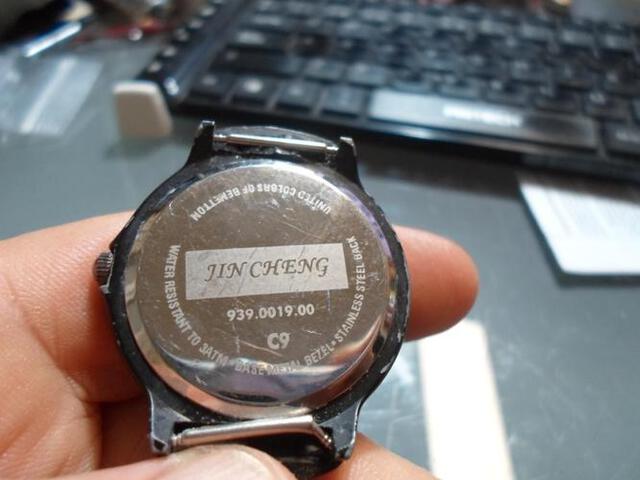 UNITED COLORS OF BENETTOM
JIN CHENG
939.0019.00
C9
WATER RESISTANT TO 3ATM • BASE METAL BEZEL • STAINLESS STEEL BACK